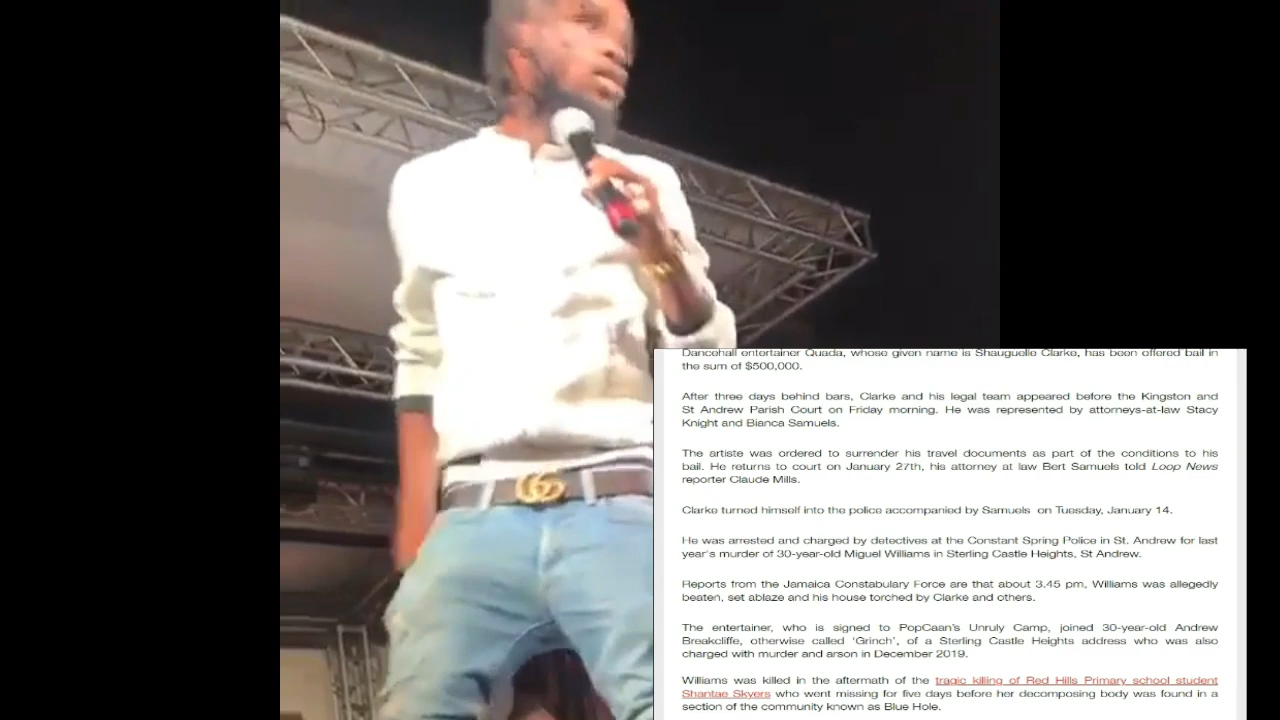 Dancehall entertainer Quada, whose given name is Shauguelle Clarke, has been offered bail in
the sum of $500,000.
After three days behind bars, Clarke and his legal team appeared before the Kingston and
St Andrew Parish Court on Friday morning. He was represented by attorneys-at-law Stacy
Knight and Bianca Samuels.
The artiste was ordered to surrender his travel documents as part of the conditions to his
bail. He returns to court on January 27th, his attorney at law Bert Samuels told Loop News
reporter Claude Mills.
Clarke turned himself into the police accompanied by Samuels on Tuesday, January 14.
He was arrested and charged by detectives at the Constant Spring Police in St. Andrew for last
year's murder of 30-year-old Miguel Williams in Sterling Castle Heights, St Andrew.
Reports from the Jamaica Constabulary Force are that about 3.45 pm, Williams was allegedly
beaten, set ablaze and his house torched by Clarke and others.
The entertainer, who is signed to PopCaan's Unruly Camp, joined 30-year-old Andrew
Breakcliffe, otherwise called 'Grinch', of a Sterling Castle Heights address who was also
charged with murder and arson in December 2019.
Williams was killed in the aftermath of the tragic killing of Red Hills Primary school student
Shantae Skyers who went missing for five days before her decomposing body was found in a
section of the community known as Blue Hole.